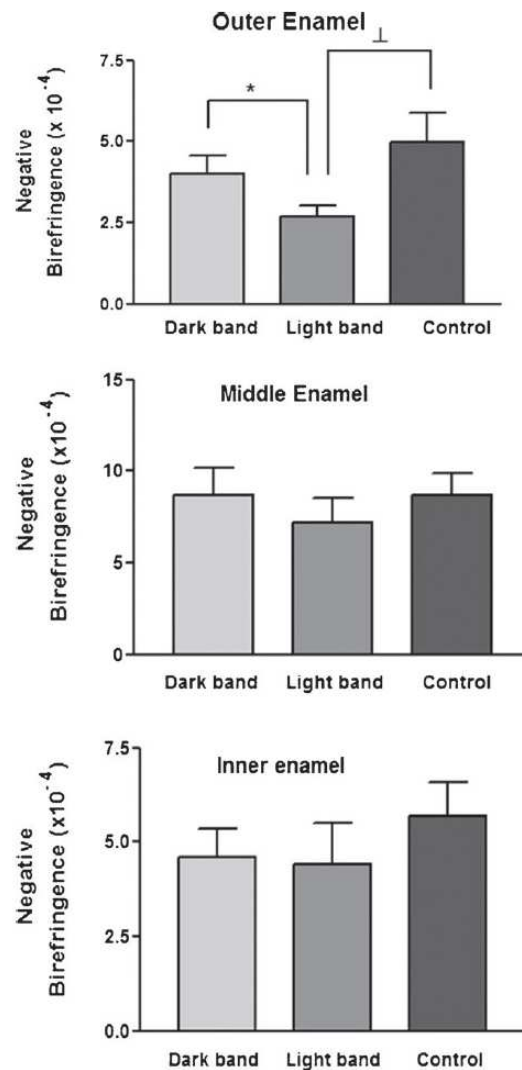 Outer Enamel
⊥
*
Negative
Birefringence (x 10⁻⁴)
7.5
5.0
2.5
0.0
Dark band Light band Control
Middle Enamel
Negative
Birefringence (x10⁻⁴)
15
10
5
0
Dark band Light band Control
Inner enamel
Negative
Birefringence (x10⁻⁴)
7.5
5.0
2.5
0.0
Dark band Light band Control